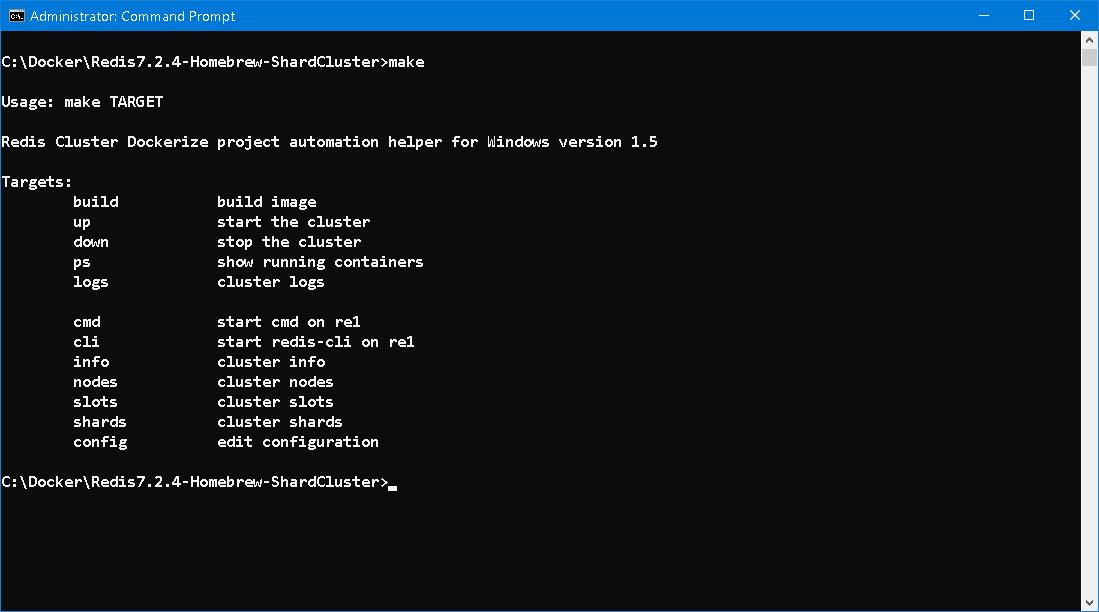 Administrator: Command Prompt
C:\Docker\Redis7.2.4-Homebrew-ShardCluster>make
Usage: make TARGET
Redis Cluster Dockerize project automation helper for Windows version 1.5
Targets:
build build image
up start the cluster
down stop the cluster
ps show running containers
logs cluster logs
cmd start cmd on re1
cli start redis-cli on re1
info cluster info
nodes cluster nodes
slots cluster slots
shards cluster shards
config edit configuration
C:\Docker\Redis7.2.4-Homebrew-ShardCluster>